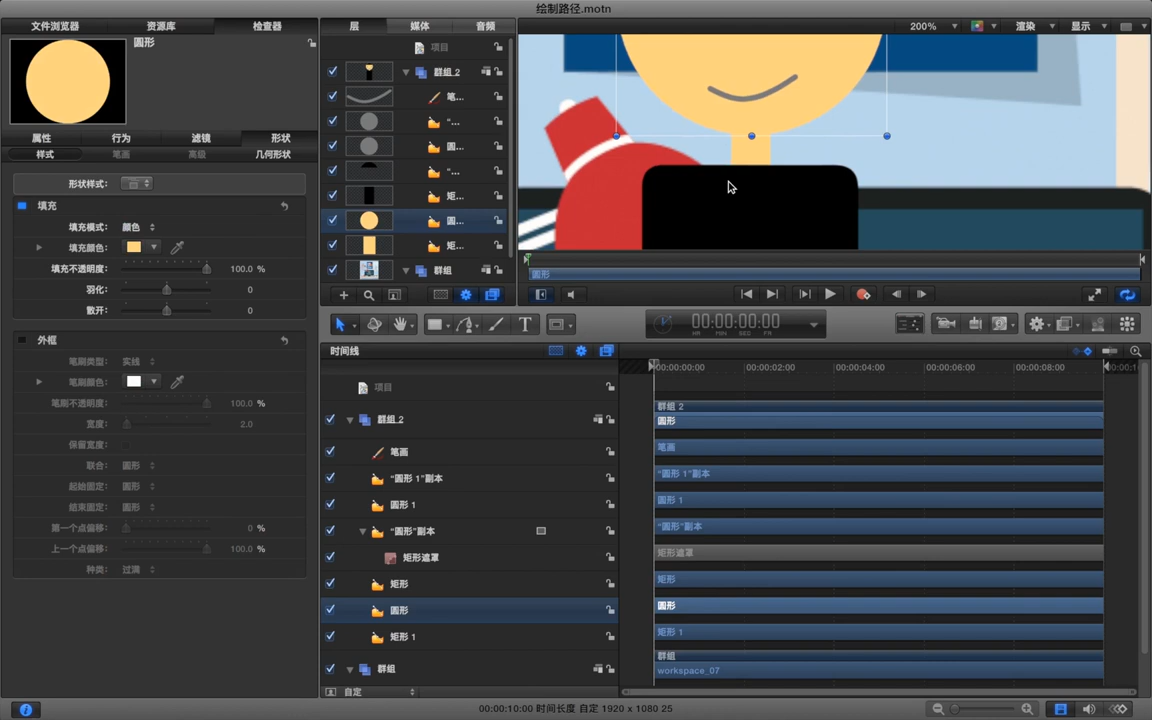 绘制路径.motn
文件浏览器 资源库 检查器
圆形
属性 行为 滤镜 形状
样式 笔画 高级 几何形状
形状样式:
填充
填充模式: 颜色
填充颜色:
填充不透明度: 100.0 %
羽化: 0
散开: 0
外框
笔刷类型: 实线
笔刷颜色:
笔刷不透明度: 100.0 %
宽度: 2.0
保留宽度:
联合: 圆形
起始固定: 圆形
结束固定: 圆形
第一个点偏移: 0 %
上一个点偏移: 100.0 %
种类: 过滤
层 媒体 音频
项目
群组 2
笔...
“...
圆...
“...
矩...
圆...
矩...
群组
200% 渲染 显示
圆形
T
00:00:00:00
HR MIN SEC FR
时间线
00:00:00:00 00:00:02:00 00:00:04:00 00:00:06:00 00:00:08:00 00:00:1
项目
群组 2
笔画
“圆形 1”副本
圆形 1
“圆形”副本
矩形遮罩
矩形
圆形
矩形 1
群组
群组 2
圆形
笔画
“圆形 1”副本
圆形 1
“圆形”副本
矩形遮罩
矩形
圆形
矩形 1
群组
workspace_07
自定
00:00:10:00 时间长度 自定 1920 x 1080 25